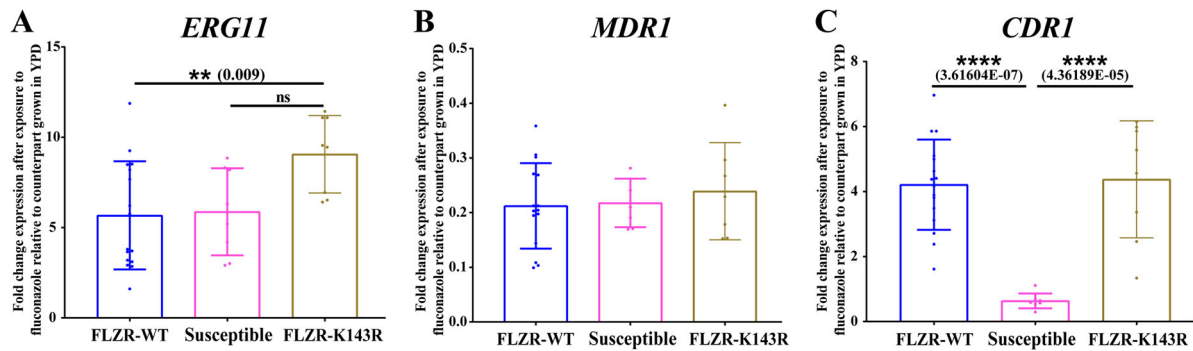 A
ERG11
Fold change expression after exposure to
fluconazole relative to counterpart grown in YPD
15
10
5
0
** (0.009)
ns
FLZR-WT Susceptible FLZR-K143R
B
MDR1
Fold change expression after exposure to
fluconazole relative to counterpart grown in YPD
0.5
0.4
0.3
0.2
0.1
0.0
FLZR-WT Susceptible FLZR-K143R
C
CDR1
Fold change expression after exposure to
fluconazole relative to counterpart grown in YPD
8
6
4
2
0
**** ****
(3.61604E-07) (4.36189E-05)
FLZR-WT Susceptible FLZR-K143R